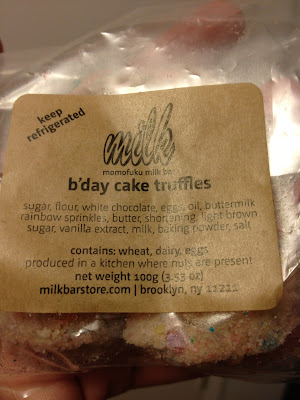 keep
refrigerated
milk
momofuku milk bar
b'day cake truffles
sugar, flour, white chocolate, eggs, oil, buttermilk
rainbow sprinkles, butter, shortening, light brown
sugar, vanilla extract, milk, baking powder, salt
contains: wheat, dairy, eggs
produced in a kitchen where nuts are present
net weight 100g (3.53 oz)
milkbarstore.com | brooklyn, ny 11211